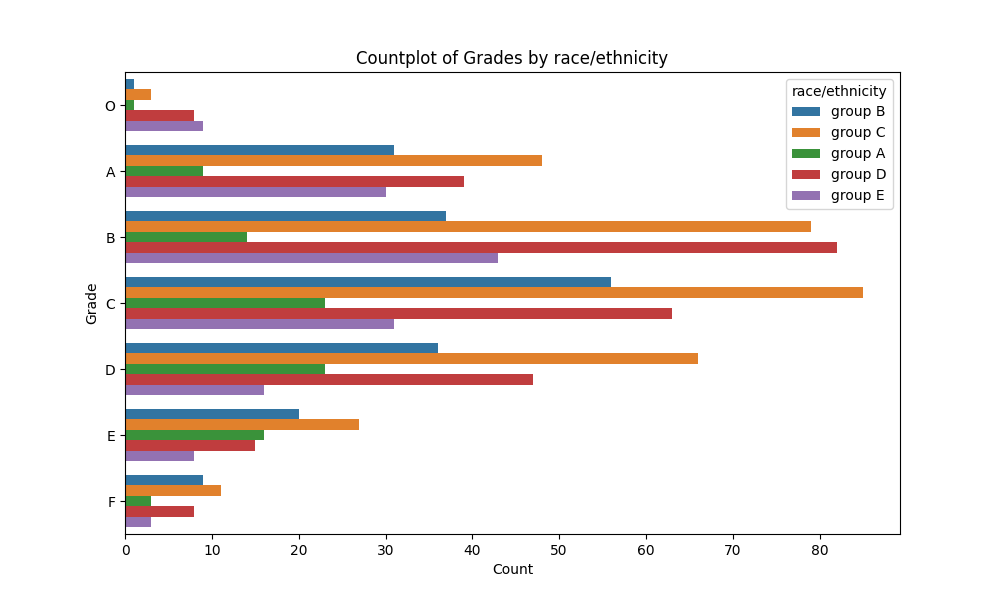 Countplot of Grades by race/ethnicity
race/ethnicity
group B
group C
group A
group D
group E
Grade
O
A
B
C
D
E
F
0 10 20 30 40 50 60 70 80
Count